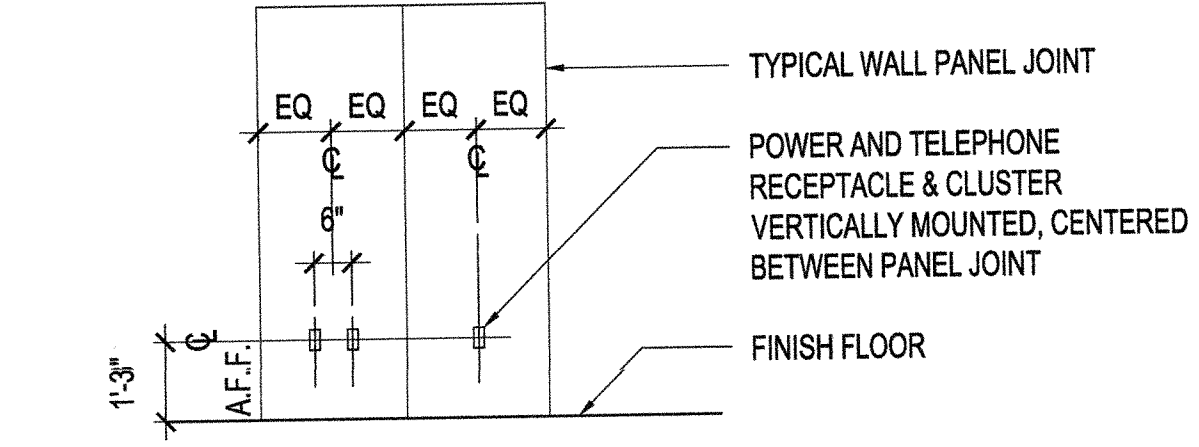 TYPICAL WALL PANEL JOINT
EQ EQ EQ EQ
POWER AND TELEPHONE
RECEPTACLE & CLUSTER
VERTICALLY MOUNTED, CENTERED
BETWEEN PANEL JOINT
℄ ℄
6"
FINISH FLOOR
℄
1'-3"
A.F.F.